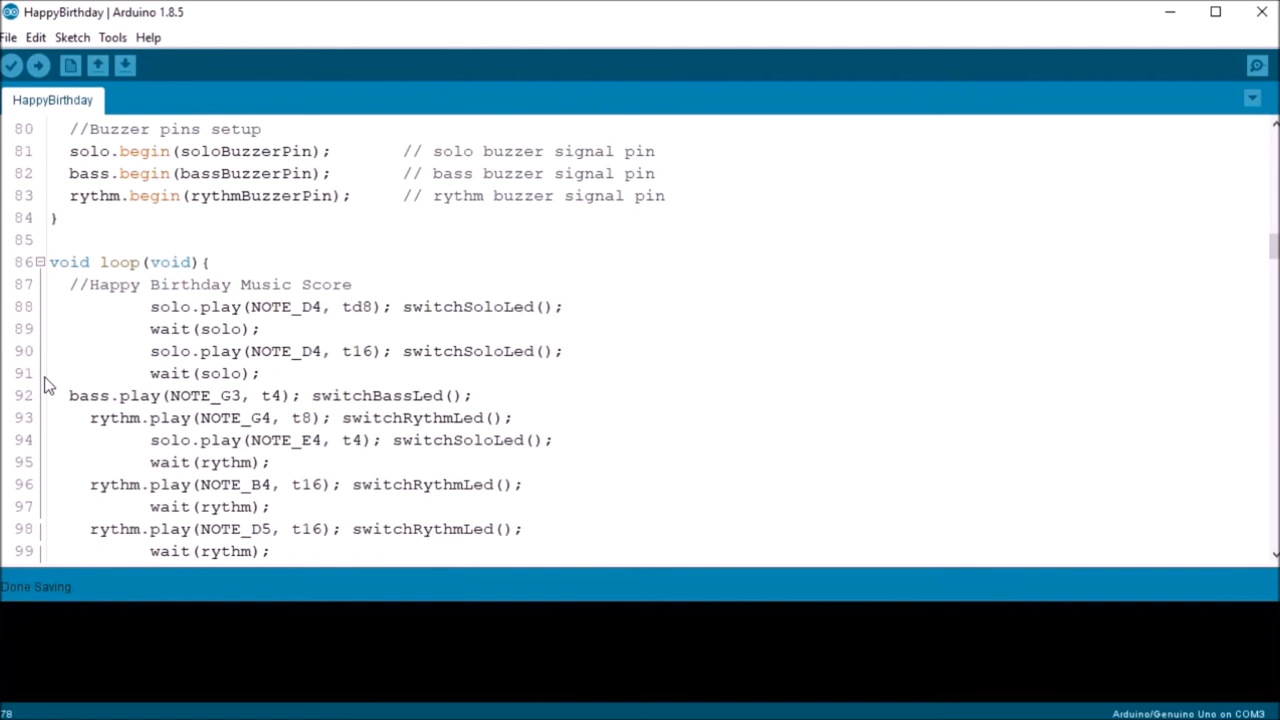 HappyBirthday | Arduino 1.8.5
File Edit Sketch Tools Help
HappyBirthday
80 //Buzzer pins setup
81 solo.begin(soloBuzzerPin); // solo buzzer signal pin
82 bass.begin(bassBuzzerPin); // bass buzzer signal pin
83 rythm.begin(rythmBuzzerPin); // rythm buzzer signal pin
84 }
85
86 void loop(void){
87 //Happy Birthday Music Score
88 solo.play(NOTE_D4, td8); switchSoloLed();
89 wait(solo);
90 solo.play(NOTE_D4, t16); switchSoloLed();
91 wait(solo);
92 bass.play(NOTE_G3, t4); switchBassLed();
93 rythm.play(NOTE_G4, t8); switchRythmLed();
94 solo.play(NOTE_E4, t4); switchSoloLed();
95 wait(rythm);
96 rythm.play(NOTE_B4, t16); switchRythmLed();
97 wait(rythm);
98 rythm.play(NOTE_D5, t16); switchRythmLed();
99 wait(rythm);
Done Saving.
78 Arduino/Genuino Uno on COM3